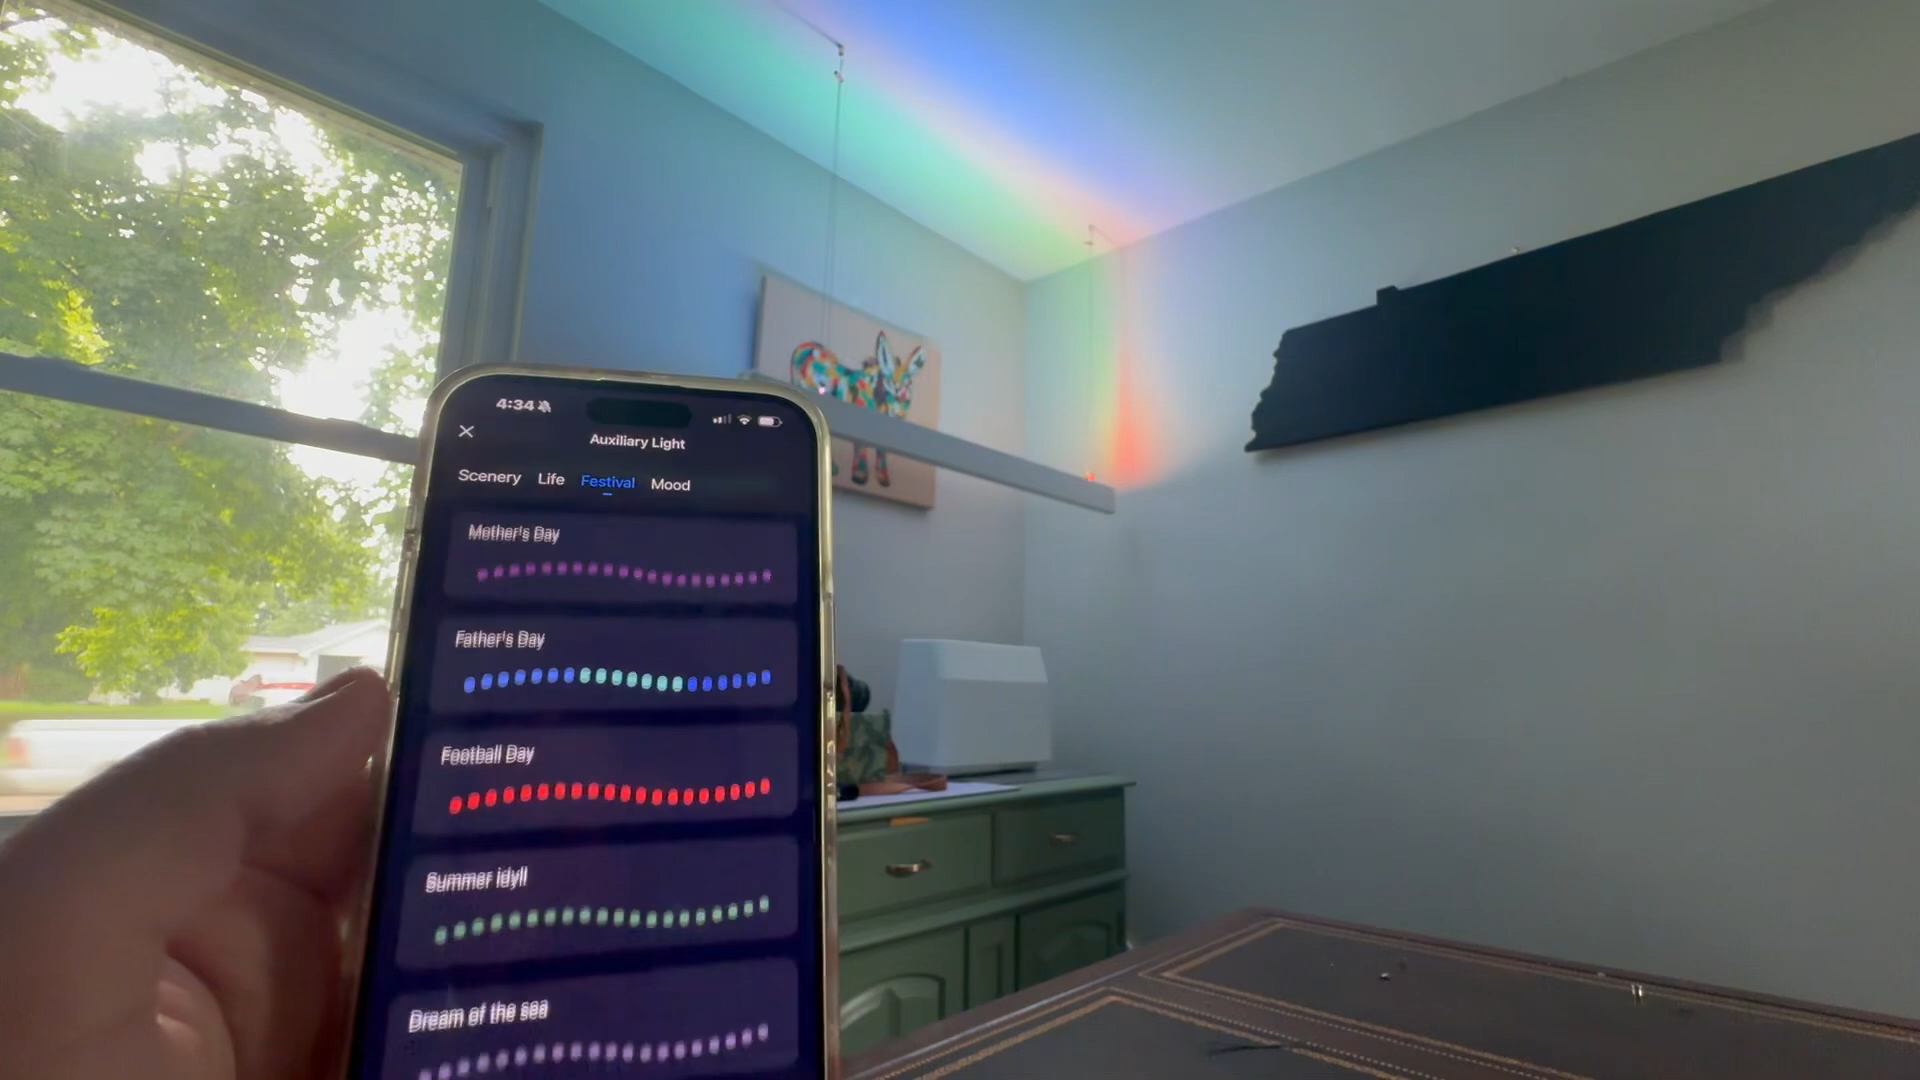 4:34
Auxiliary Light
Scenery Life Festival Mood
Mother's Day
Father's Day
Football Day
Summer idyll
Dream of the sea